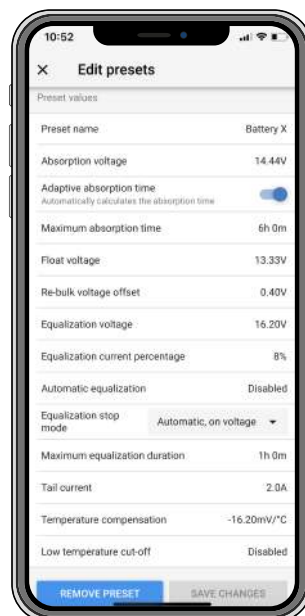 10:52
Edit presets
Preset values
Preset name Battery X
Absorption voltage 14.44V
Adaptive absorption time
Automatically calculates the absorption time
Maximum absorption time 6h 0m
Float voltage 13.33V
Re-bulk voltage offset 0.40V
Equalization voltage 16.20V
Equalization current percentage 8%
Automatic equalization Disabled
Equalization stop mode Automatic, on voltage
Maximum equalization duration 1h 0m
Tail current 2.0A
Temperature compensation -16.20mV/°C
Low temperature cut-off Disabled
REMOVE PRESET SAVE CHANGES